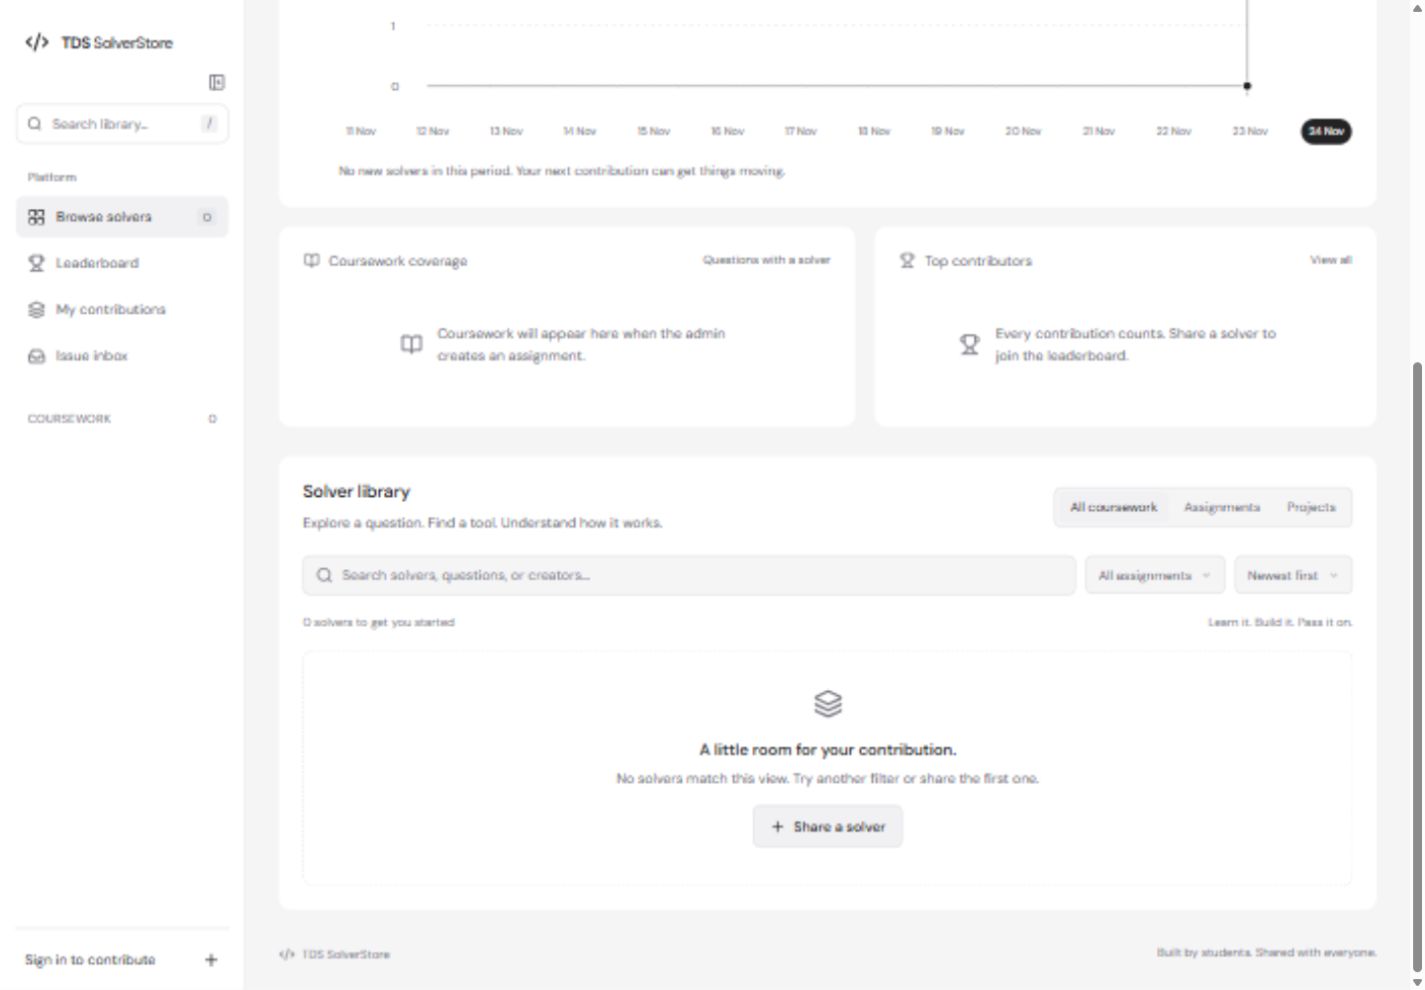 TDS SolverStore
Search library... /
Platform
Browse solvers 0
Leaderboard
My contributions
Issue inbox
COURSEWORK 0
Sign in to contribute +
1
0
11 Nov 12 Nov 13 Nov 14 Nov 15 Nov 16 Nov 17 Nov 18 Nov 19 Nov 20 Nov 21 Nov 22 Nov 23 Nov 24 Nov
No new solvers in this period. Your next contribution can get things moving.
Coursework coverage Questions with a solver
Coursework will appear here when the admin
creates an assignment.
Top contributors View all
Every contribution counts. Share a solver to
join the leaderboard.
Solver library
Explore a question. Find a tool. Understand how it works.
All coursework Assignments Projects
Search solvers, questions, or creators...
All assignments Newest first
0 solvers to get you started Learn it. Build it. Pass it on.
A little room for your contribution.
No solvers match this view. Try another filter or share the first one.
+ Share a solver
</> TDS SolverStore Built by students. Shared with everyone.